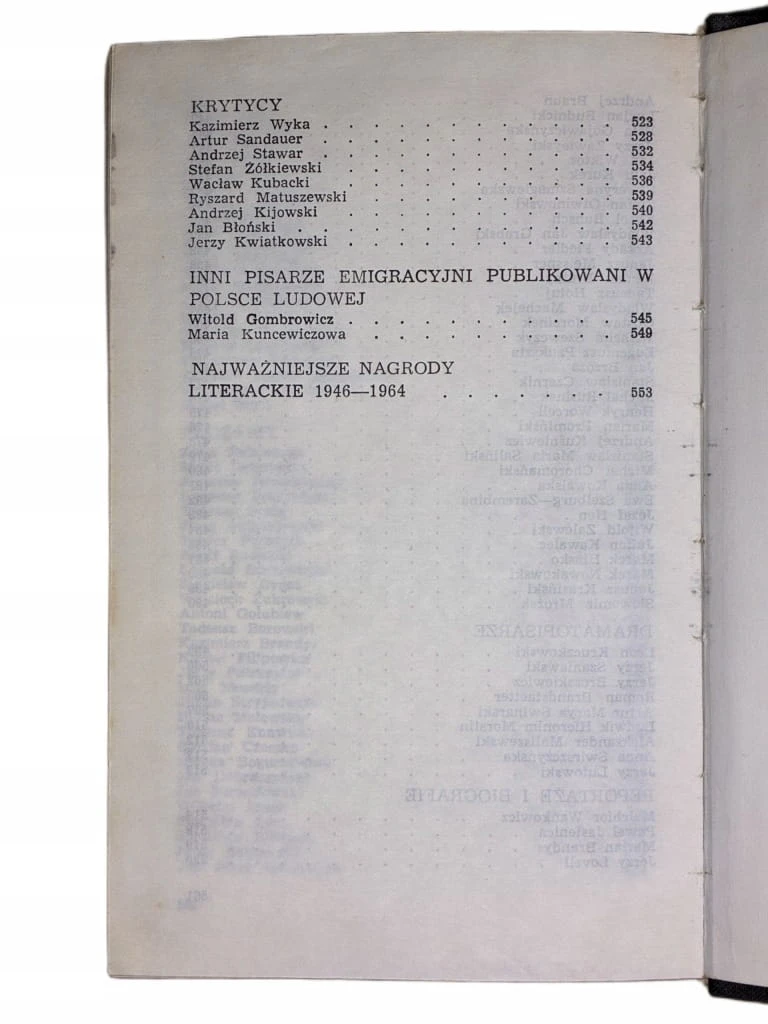 KRYTYCY
Kazimierz Wyka . . . . . . . . . . . . 523
Artur Sandauer . . . . . . . . . . . . 528
Andrzej Stawar . . . . . . . . . . . . 532
Stefan Żółkiewski . . . . . . . . . . . 534
Wacław Kubacki . . . . . . . . . . . 536
Ryszard Matuszewski . . . . . . . . . . 539
Andrzej Kijowski . . . . . . . . . . . 540
Jan Błoński . . . . . . . . . . . . . 542
Jerzy Kwiatkowski . . . . . . . . . . . 543
INNI PISARZE EMIGRACYJNI PUBLIKOWANI W
POLSCE LUDOWEJ
Witold Gombrowicz . . . . . . . . . . . 545
Maria Kuncewiczowa . . . . . . . . . . 549
NAJWAŻNIEJSZE NAGRODY
LITERACKIE 1946—1964 . . . . . . . 553